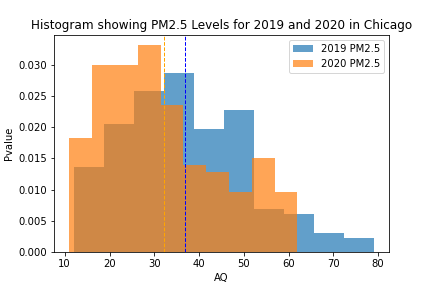 Histogram showing PM2.5 Levels for 2019 and 2020 in Chicago
2019 PM2.5
2020 PM2.5
Pvalue
0.030
0.025
0.020
0.015
0.010
0.005
0.000
10 20 30 40 50 60 70 80
AQ